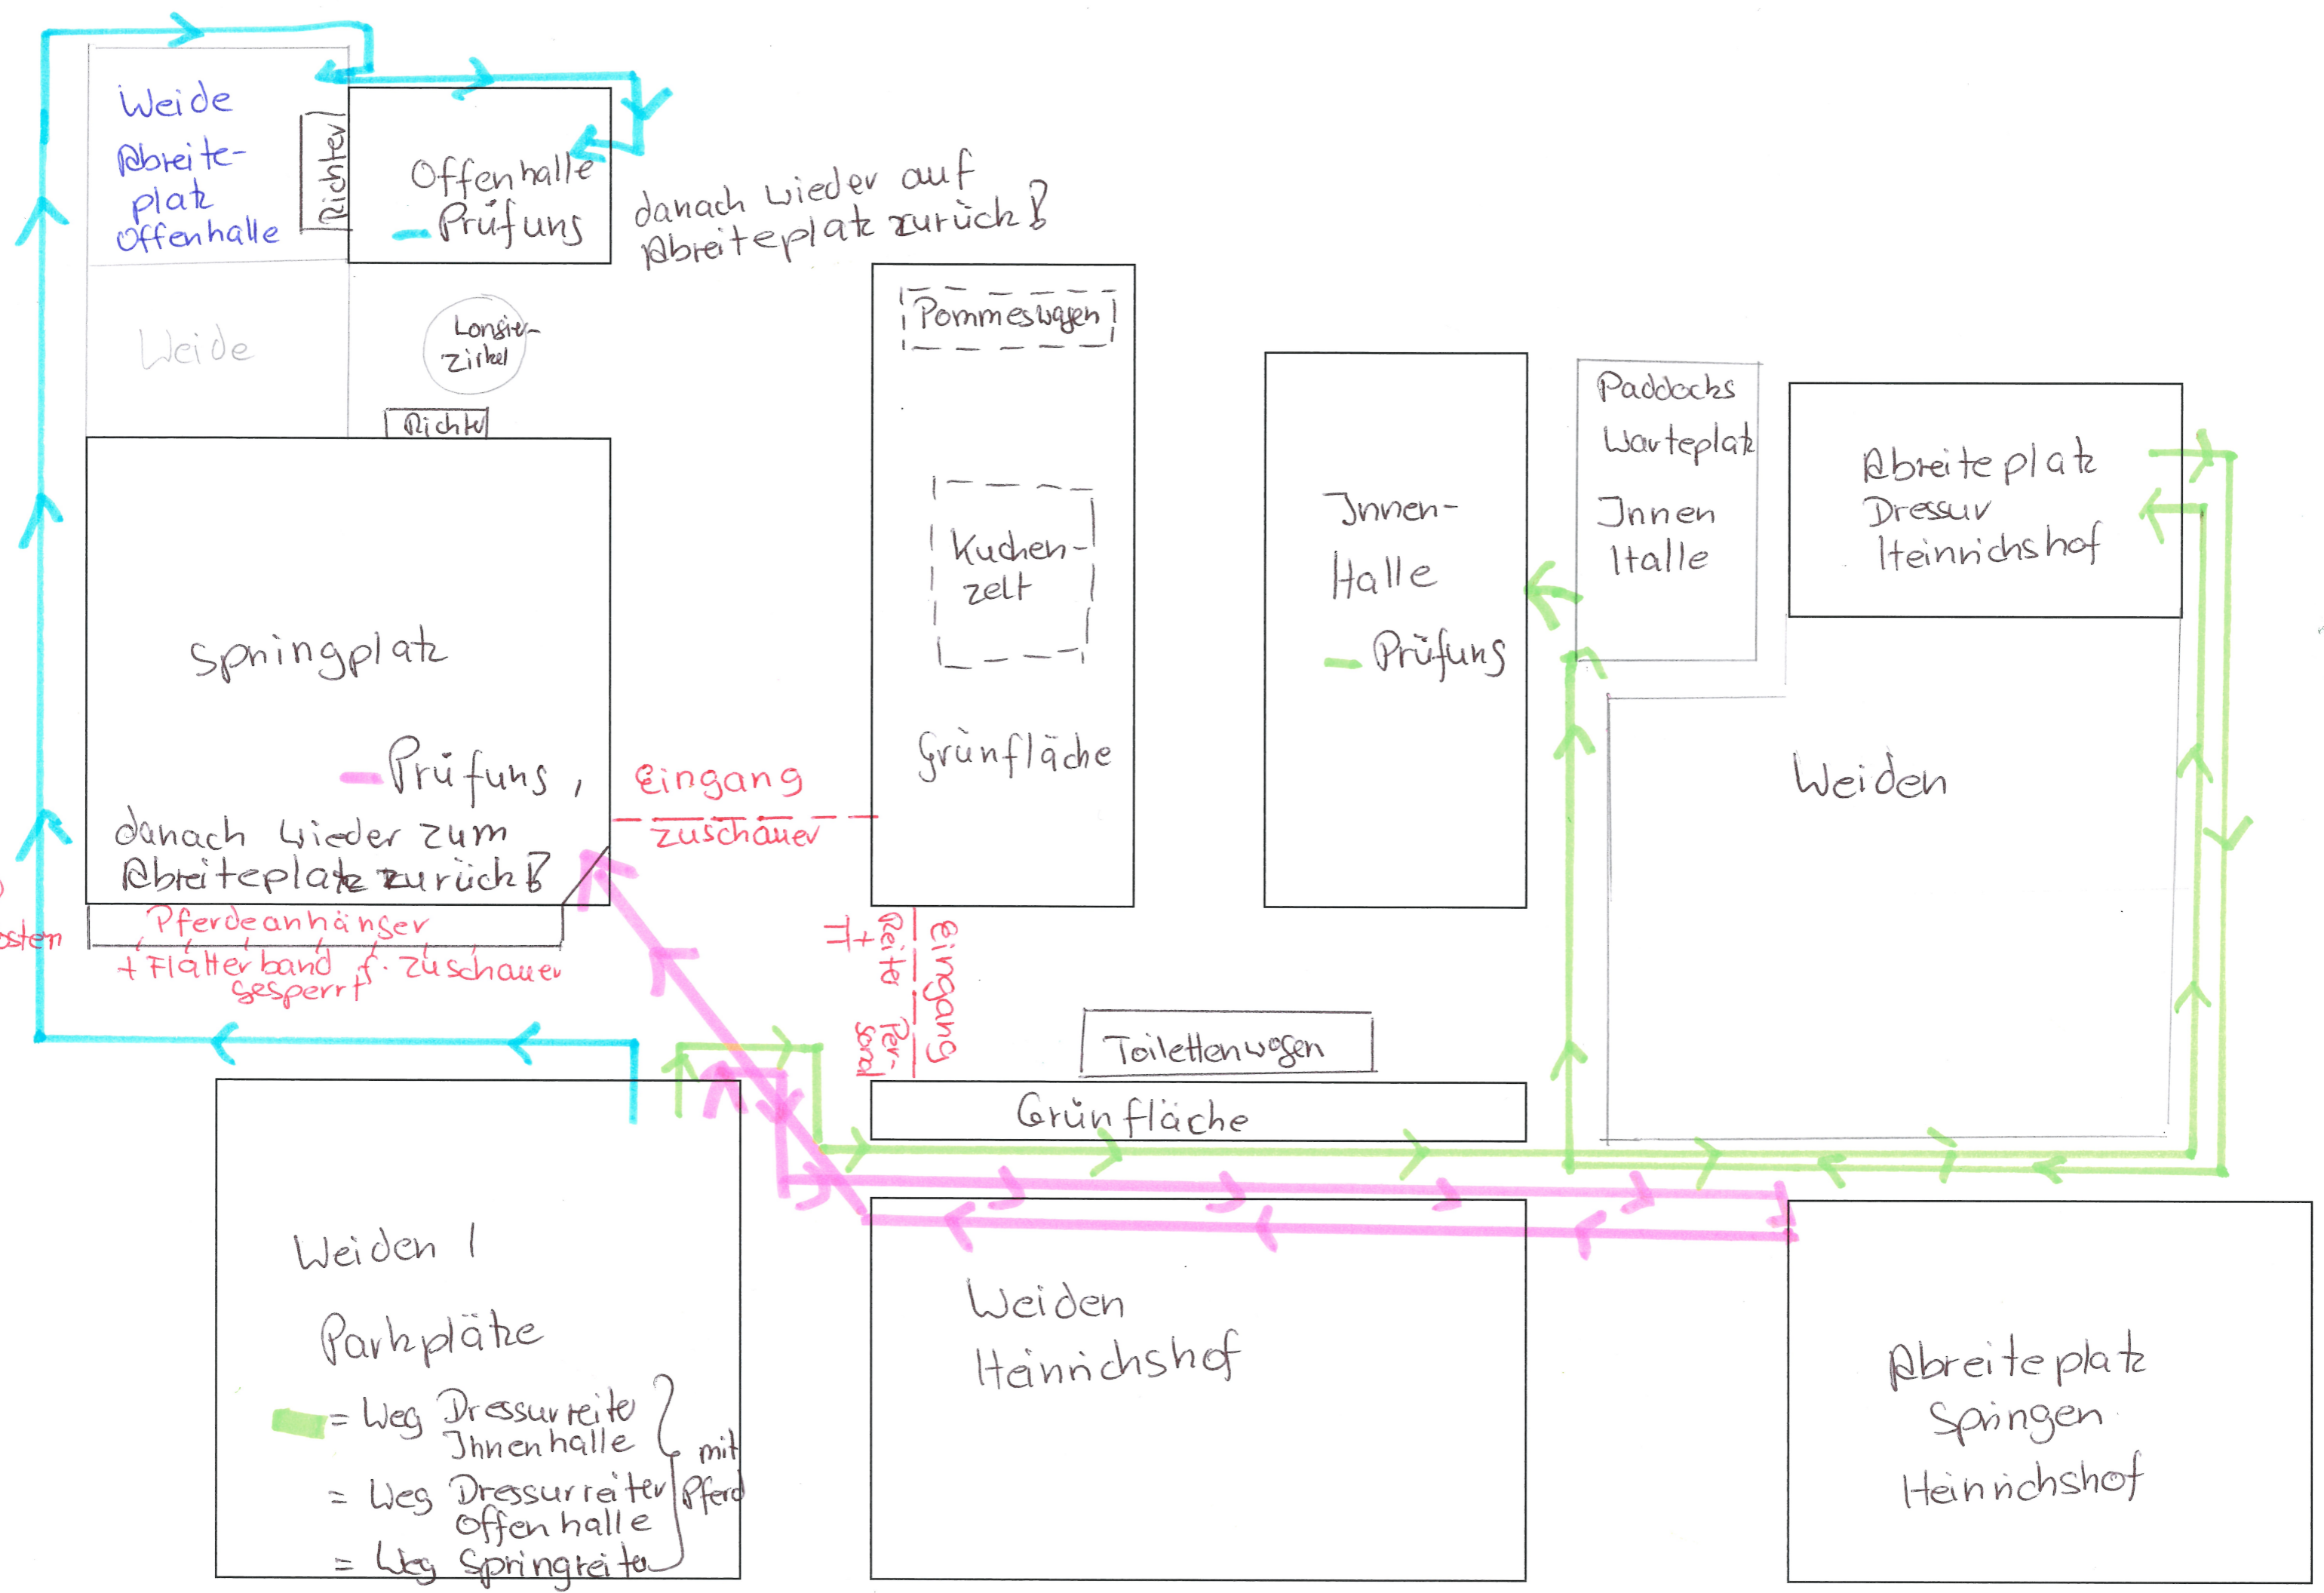 Weide
Abreite-
platz
Offenhalle
Richter
Offenhalle
Prüfung
danach wieder auf
Abreiteplatz zurück!
Weide
Longier-
zirkel
Richter
Springplatz
Prüfung,
danach wieder zum
Abreiteplatz zurück!
Pferdeanhänger
+ Flatterband f. Zuschauer
gesperrt
Eingang
Zuschauer
Pommeswagen
Kuchen-
zelt
Grünfläche
Eingang
Reiter Per-
sonal
Innen-
Halle
Prüfung
Paddocks
Warteplatz
Innen
Halle
Abreiteplatz
Dressur
Heinrichshof
Weiden
Toilettenwagen
Grünfläche
Weiden 1
Parkplätze
= Weg Dressurreiter
Innenhalle
= Weg Dressurreiter
Offenhalle
= Weg Springreiter
mit
Pferd
Weiden
Heinrichshof
Abreiteplatz
Springen
Heinrichshof